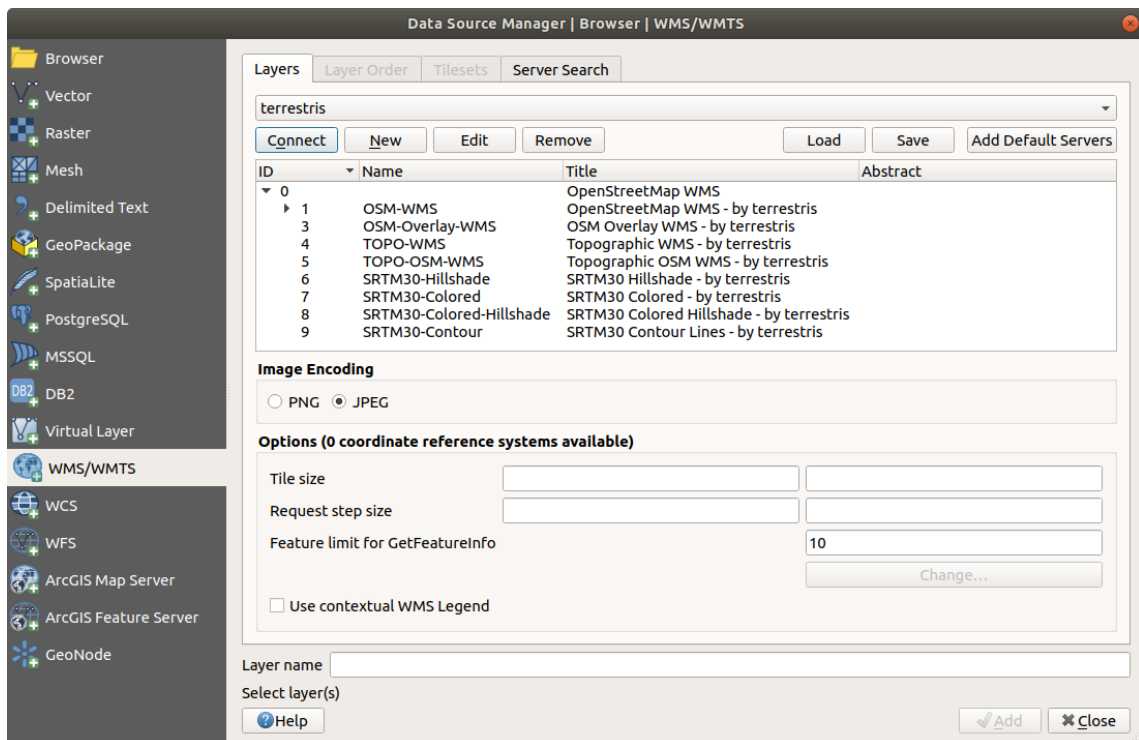 Data Source Manager | Browser | WMS/WMTS
Browser
Vector
Raster
Mesh
Delimited Text
GeoPackage
SpatiaLite
PostgreSQL
MSSQL
DB2 DB2
Virtual Layer
WMS/WMTS
WCS
WFS
ArcGIS Map Server
ArcGIS Feature Server
GeoNode
Layers Layer Order Tilesets Server Search
terrestris
Connect New Edit Remove Load Save Add Default Servers
ID Name Title Abstract
0 OpenStreetMap WMS
1 OSM-WMS OpenStreetMap WMS - by terrestris
3 OSM-Overlay-WMS OSM Overlay WMS - by terrestris
4 TOPO-WMS Topographic WMS - by terrestris
5 TOPO-OSM-WMS Topographic OSM WMS - by terrestris
6 SRTM30-Hillshade SRTM30 Hillshade - by terrestris
7 SRTM30-Colored SRTM30 Colored - by terrestris
8 SRTM30-Colored-Hillshade SRTM30 Colored Hillshade - by terrestris
9 SRTM30-Contour SRTM30 Contour Lines - by terrestris
Image Encoding
PNG JPEG
Options (0 coordinate reference systems available)
Tile size
Request step size
Feature limit for GetFeatureInfo 10
Change...
Use contextual WMS Legend
Layer name
Select layer(s)
Help Add Close